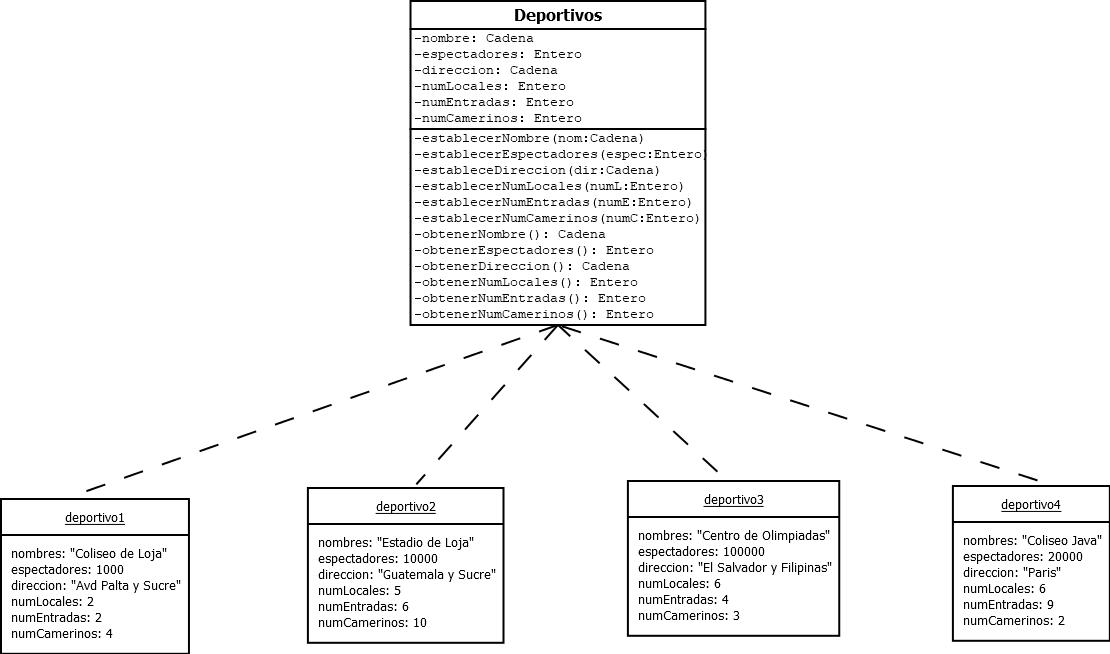 Deportivos
-nombre: Cadena
-espectadores: Entero
-direccion: Cadena
-numLocales: Entero
-numEntradas: Entero
-numCamerinos: Entero
-establecerNombre(nom:Cadena)
-establecerEspectadores(espec:Entero)
-estableceDireccion(dir:Cadena)
-establecerNumLocales(numL:Entero)
-establecerNumEntradas(numE:Entero)
-establecerNumCamerinos(numC:Entero)
-obtenerNombre(): Cadena
-obtenerEspectadores(): Entero
-obtenerDireccion(): Cadena
-obtenerNumLocales(): Entero
-obtenerNumEntradas(): Entero
-obtenerNumCamerinos(): Entero
deportivo1
nombres: "Coliseo de Loja"
espectadores: 1000
direccion: "Avd Palta y Sucre"
numLocales: 2
numEntradas: 2
numCamerinos: 4
deportivo2
nombres: "Estadio de Loja"
espectadores: 10000
direccion: "Guatemala y Sucre"
numLocales: 5
numEntradas: 6
numCamerinos: 10
deportivo3
nombres: "Centro de Olimpiadas"
espectadores: 100000
direccion: "El Salvador y Filipinas"
numLocales: 6
numEntradas: 4
numCamerinos: 3
deportivo4
nombres: "Coliseo Java"
espectadores: 20000
direccion: "Paris"
numLocales: 6
numEntradas: 9
numCamerinos: 2